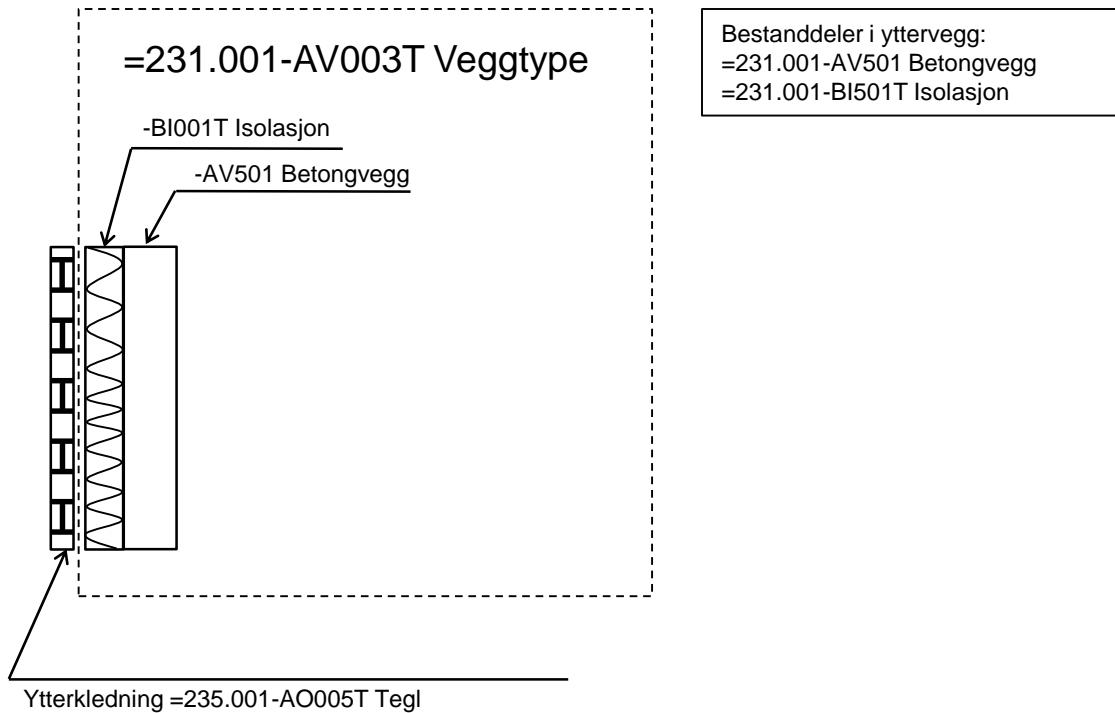 =231.001-AV003T Veggtype
-BI001T Isolasjon
-AV501 Betongvegg
Ytterkledning =235.001-AO005T Tegl
Bestanddeler i yttervegg:
=231.001-AV501 Betongvegg
=231.001-BI501T Isolasjon